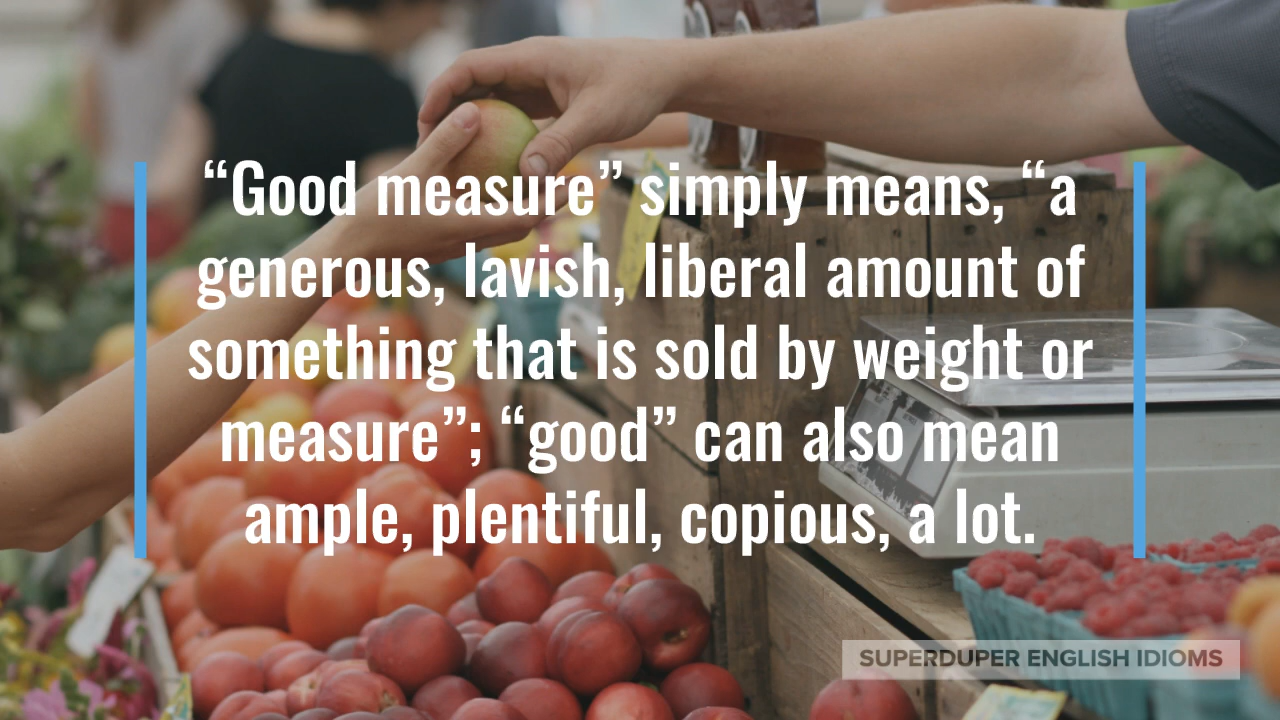 “Good measure” simply means, “a
generous, lavish, liberal amount of
something that is sold by weight or
measure”; “good” can also mean
ample, plentiful, copious, a lot.
SUPERDUPER ENGLISH IDIOMS